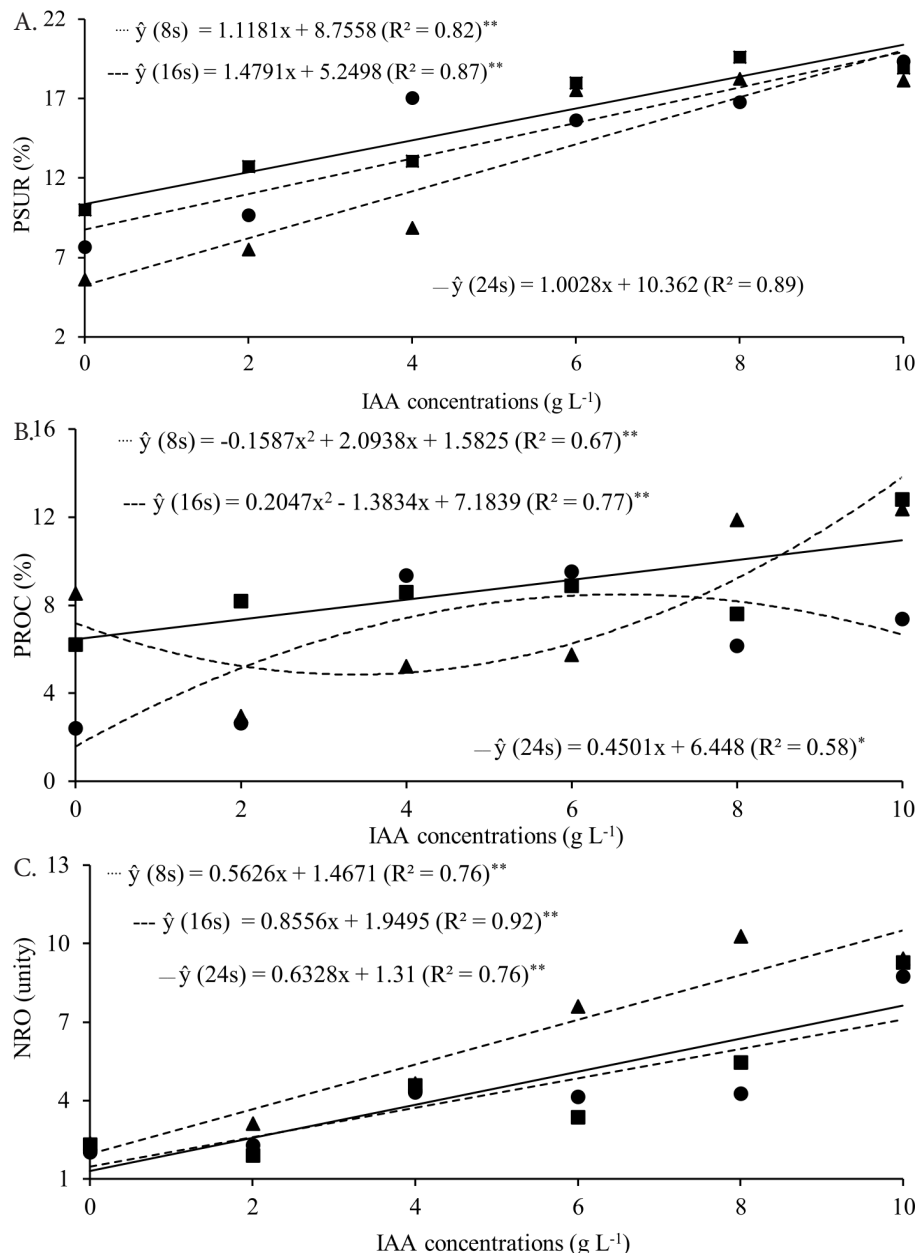 A.
22
17
12
7
2
PSUR (%)
···· ŷ (8s) = 1.1181x + 8.7558 (R² = 0.82)**
--- ŷ (16s) = 1.4791x + 5.2498 (R² = 0.87)**
— ŷ (24s) = 1.0028x + 10.362 (R² = 0.89)
0 2 4 6 8 10
IAA concentrations (g L⁻¹)
B.
16
12
8
4
0
PROC (%)
···· ŷ (8s) = -0.1587x² + 2.0938x + 1.5825 (R² = 0.67)**
--- ŷ (16s) = 0.2047x² - 1.3834x + 7.1839 (R² = 0.77)**
— ŷ (24s) = 0.4501x + 6.448 (R² = 0.58)*
0 2 4 6 8 10
IAA concentrations (g L⁻¹)
C.
13
10
7
4
1
NRO (unity)
···· ŷ (8s) = 0.5626x + 1.4671 (R² = 0.76)**
--- ŷ (16s) = 0.8556x + 1.9495 (R² = 0.92)**
— ŷ (24s) = 0.6328x + 1.31 (R² = 0.76)**
0 2 4 6 8 10
IAA concentrations (g L⁻¹)